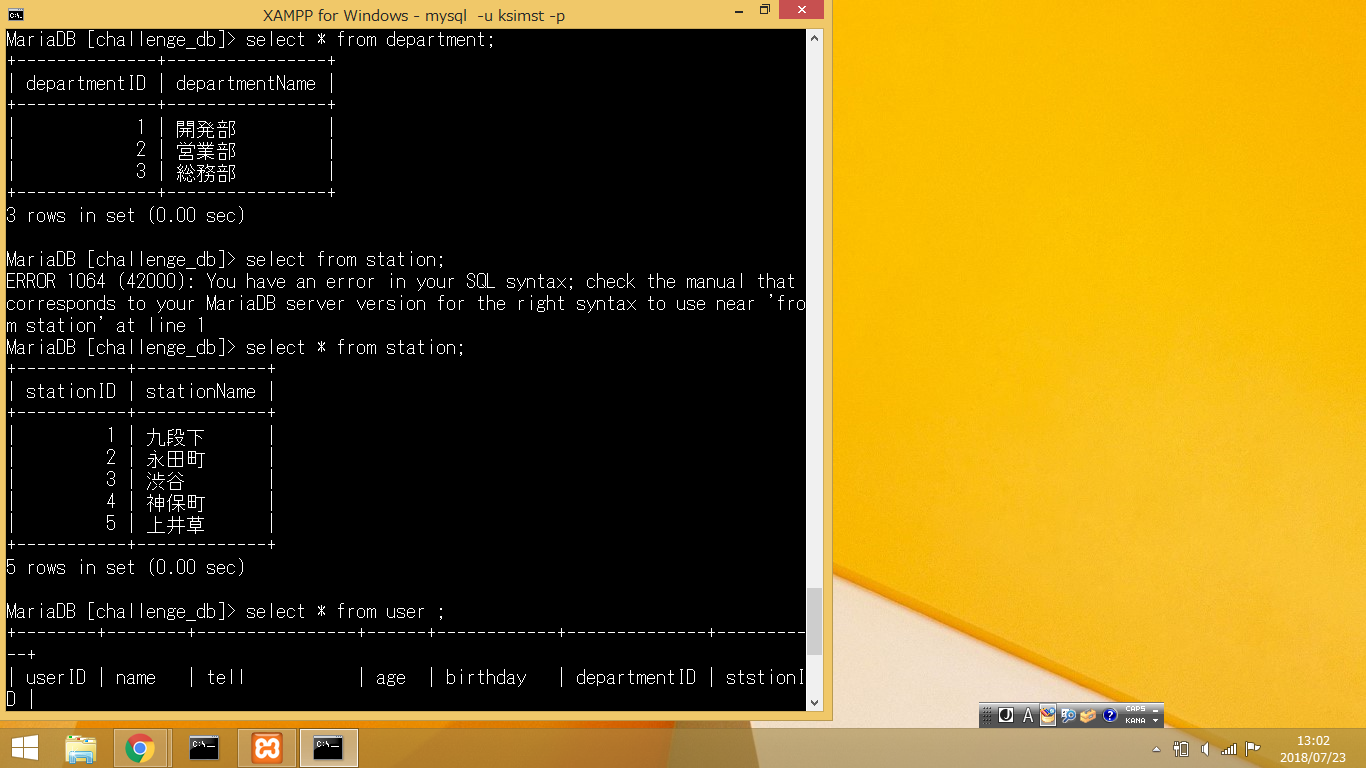 XAMPP for Windows - mysql  -u ksimst -p
MariaDB [challenge_db]> select * from department;
+--------------+----------------+
| departmentID | departmentName |
+--------------+----------------+
|            1 | 開発部         |
|            2 | 営業部         |
|            3 | 総務部         |
+--------------+----------------+
3 rows in set (0.00 sec)
MariaDB [challenge_db]> select from station;
ERROR 1064 (42000): You have an error in your SQL syntax; check the manual that
corresponds to your MariaDB server version for the right syntax to use near 'fro
m station' at line 1
MariaDB [challenge_db]> select * from station;
+-----------+-------------+
| stationID | stationName |
+-----------+-------------+
|         1 | 九段下      |
|         2 | 永田町      |
|         3 | 渋谷        |
|         4 | 神保町      |
|         5 | 上井草      |
+-----------+-------------+
5 rows in set (0.00 sec)
MariaDB [challenge_db]> select * from user ;
+--------+--------+----------------+------+------------+--------------+---------
--+
| userID | name   | tell           | age  | birthday   | departmentID | ststionI
D |
A
CAPS
KANA
13:02
2018/07/23